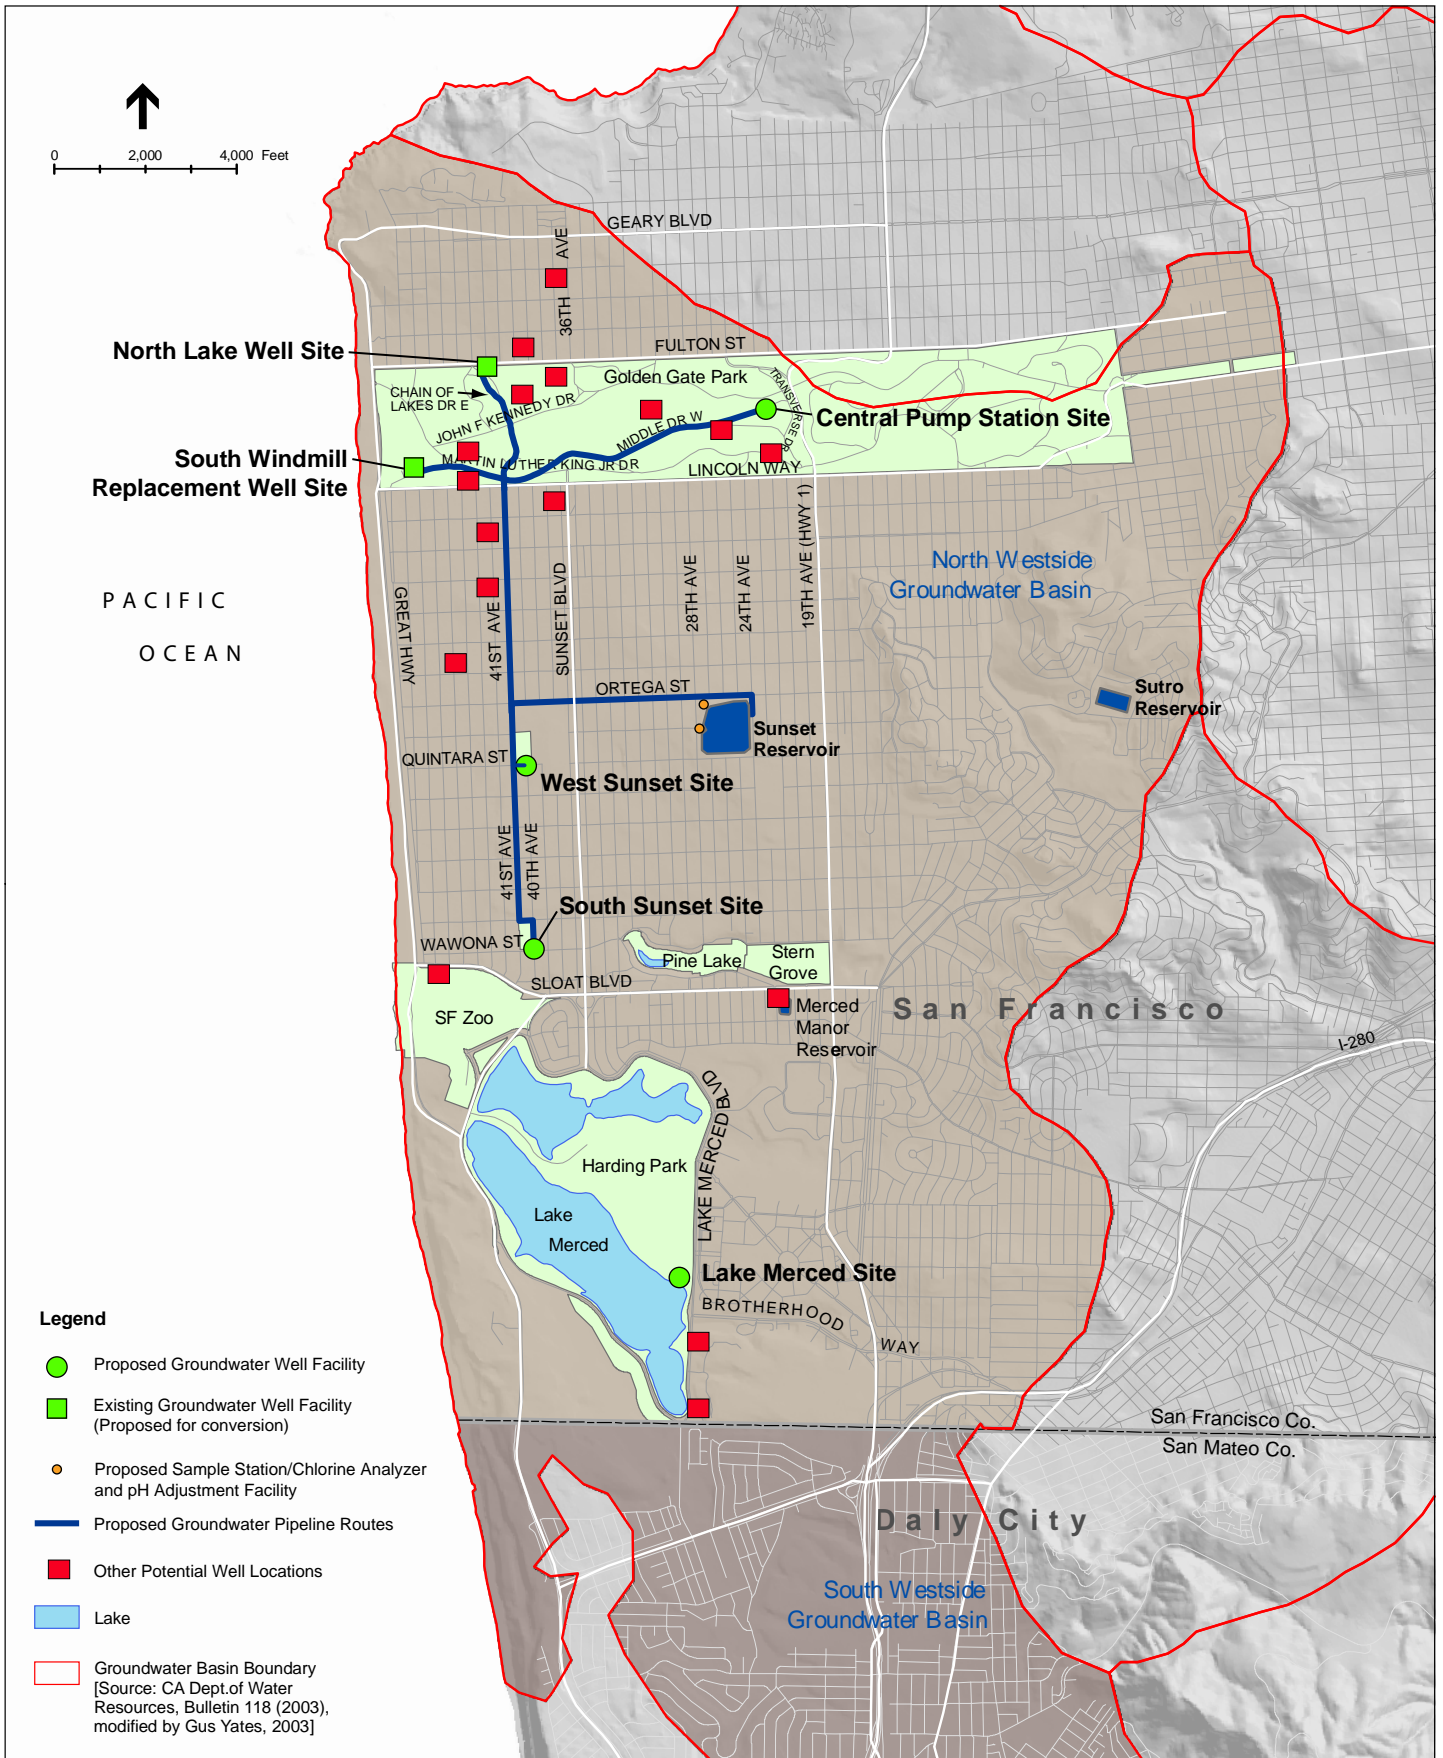 0 2,000 4,000 Feet
GEARY BLVD
36TH AVE
North Lake Well Site
FULTON ST
Golden Gate Park
CHAIN OF
LAKES DR E
JOHN F KENNEDY DR
TRANSVERSE DR
MIDDLE DR W
Central Pump Station Site
South Windmill
Replacement Well Site
MARTIN LUTHER KING JR DR
LINCOLN WAY
North Westside
Groundwater Basin
PACIFIC
OCEAN
GREAT HWY
41ST AVE
SUNSET BLVD
28TH AVE
24TH AVE
19TH AVE (HWY 1)
ORTEGA ST
Sutro
Reservoir
Sunset
Reservoir
QUINTARA ST
West Sunset Site
41ST AVE
40TH AVE
South Sunset Site
WAWONA ST
Pine Lake
Stern
Grove
SLOAT BLVD
SF Zoo
Merced
Manor
Reservoir
San Francisco
I-280
LAKE MERCED BLVD
Harding Park
Lake
Merced
Lake Merced Site
BROTHERHOOD WAY
San Francisco Co.
San Mateo Co.
Daly City
South Westside
Groundwater Basin
Legend
Proposed Groundwater Well Facility
Existing Groundwater Well Facility
(Proposed for conversion)
Proposed Sample Station/Chlorine Analyzer
and pH Adjustment Facility
Proposed Groundwater Pipeline Routes
Other Potential Well Locations
Lake
Groundwater Basin Boundary
[Source: CA Dept.of Water
Resources, Bulletin 118 (2003),
modified by Gus Yates, 2003]